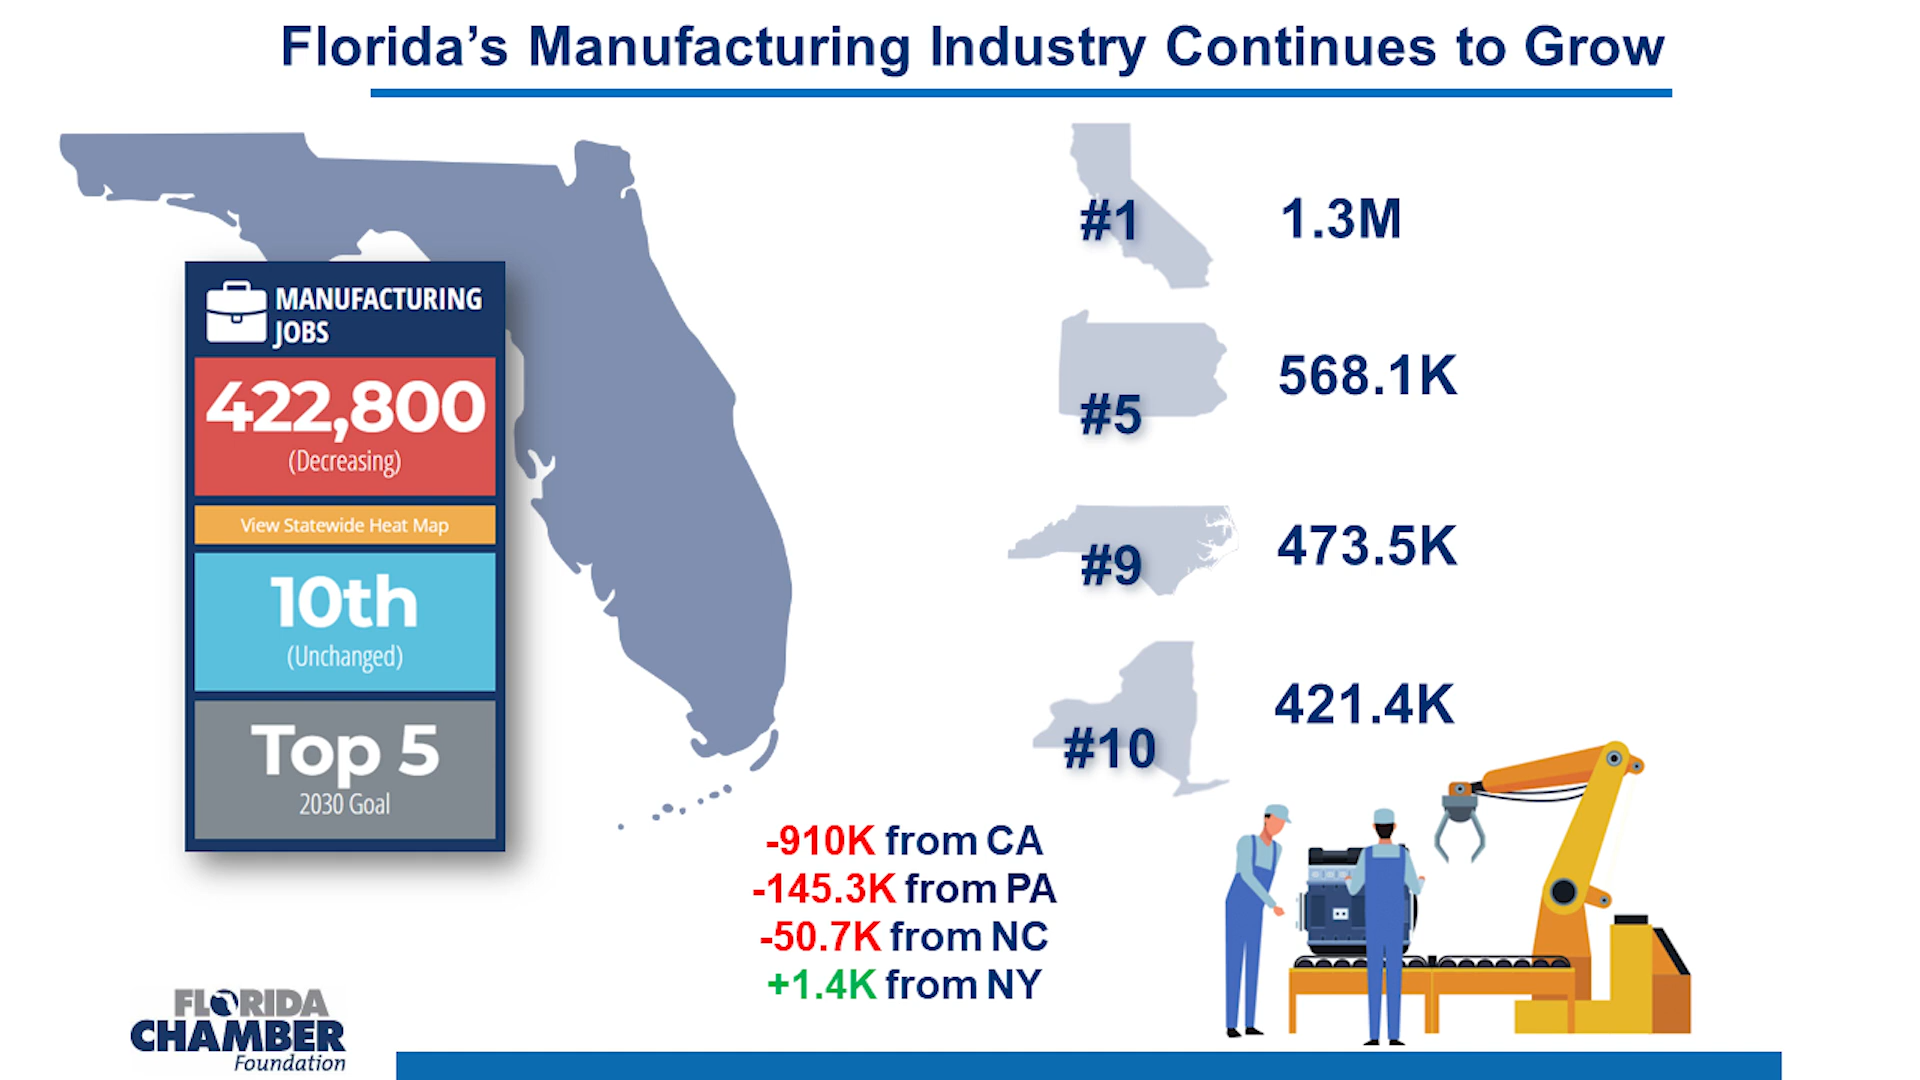 Florida’s Manufacturing Industry Continues to Grow
MANUFACTURING
JOBS
422,800
(Decreasing)
View Statewide Heat Map
10th
(Unchanged)
Top 5
2030 Goal
#1
1.3M
#5
568.1K
#9
473.5K
#10
421.4K
-910K from CA
-145.3K from PA
-50.7K from NC
+1.4K from NY
FLORIDA
CHAMBER
Foundation